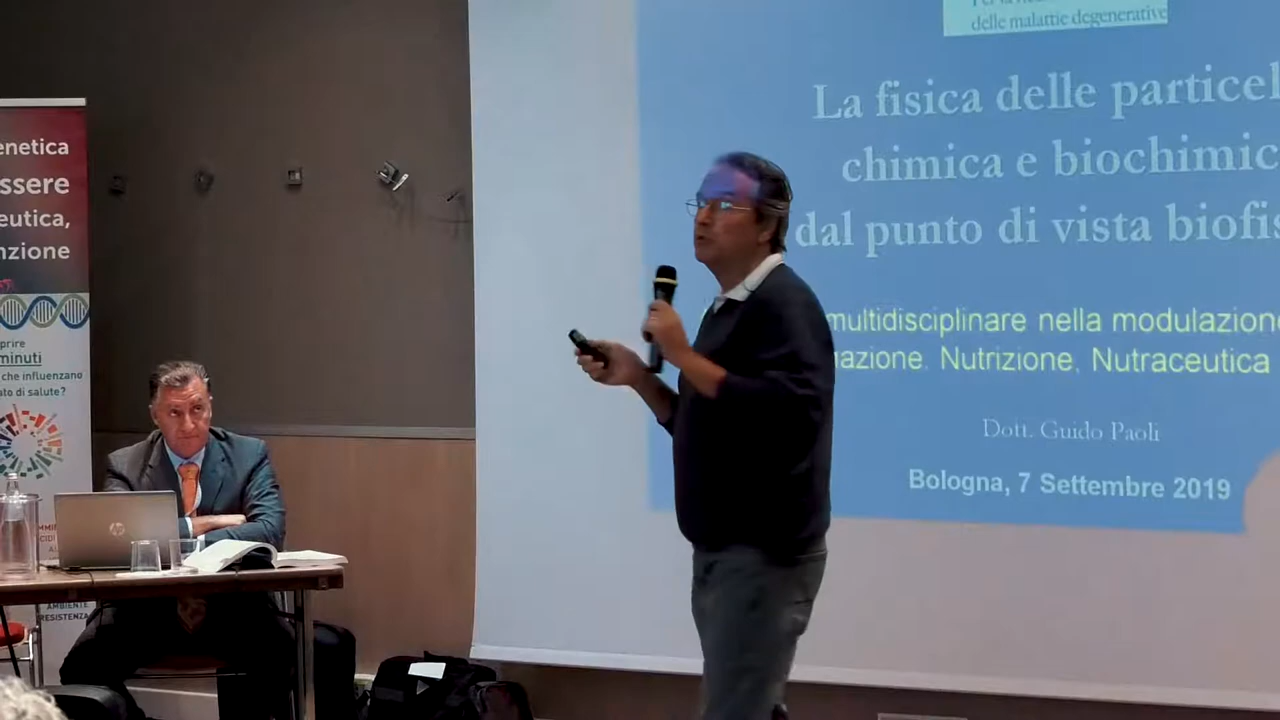 enetica
ssere
eutica,
nzione
prire
minuti
che influenzano
ato di salute?
AMBIENTE
RESISTENZA
hp
delle malattie degenerative
La fisica delle particel
chimica e biochimic
dal punto di vista biofis
multidisciplinare nella modulazione
mazione. Nutrizione, Nutraceutica
Dott. Guido Paoli
Bologna, 7 Settembre 2019